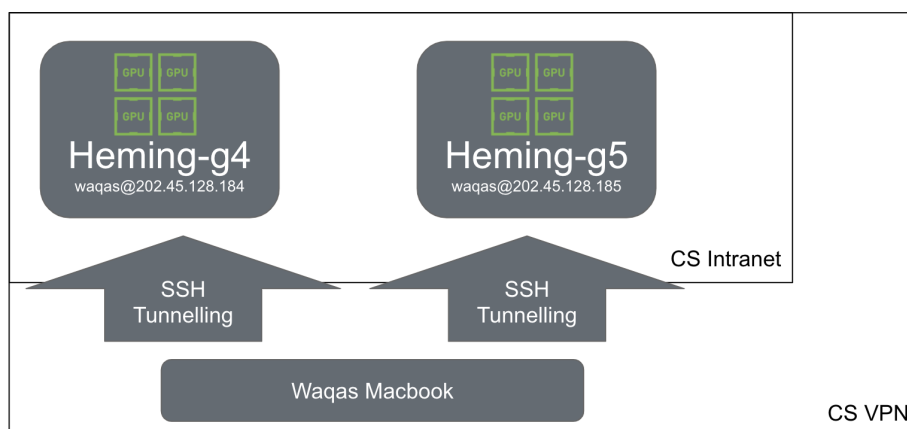 GPU GPU
GPU GPU
Heming-g4
waqas@202.45.128.184
GPU GPU
GPU GPU
Heming-g5
waqas@202.45.128.185
CS Intranet
SSH
Tunnelling
SSH
Tunnelling
Waqas Macbook
CS VPN